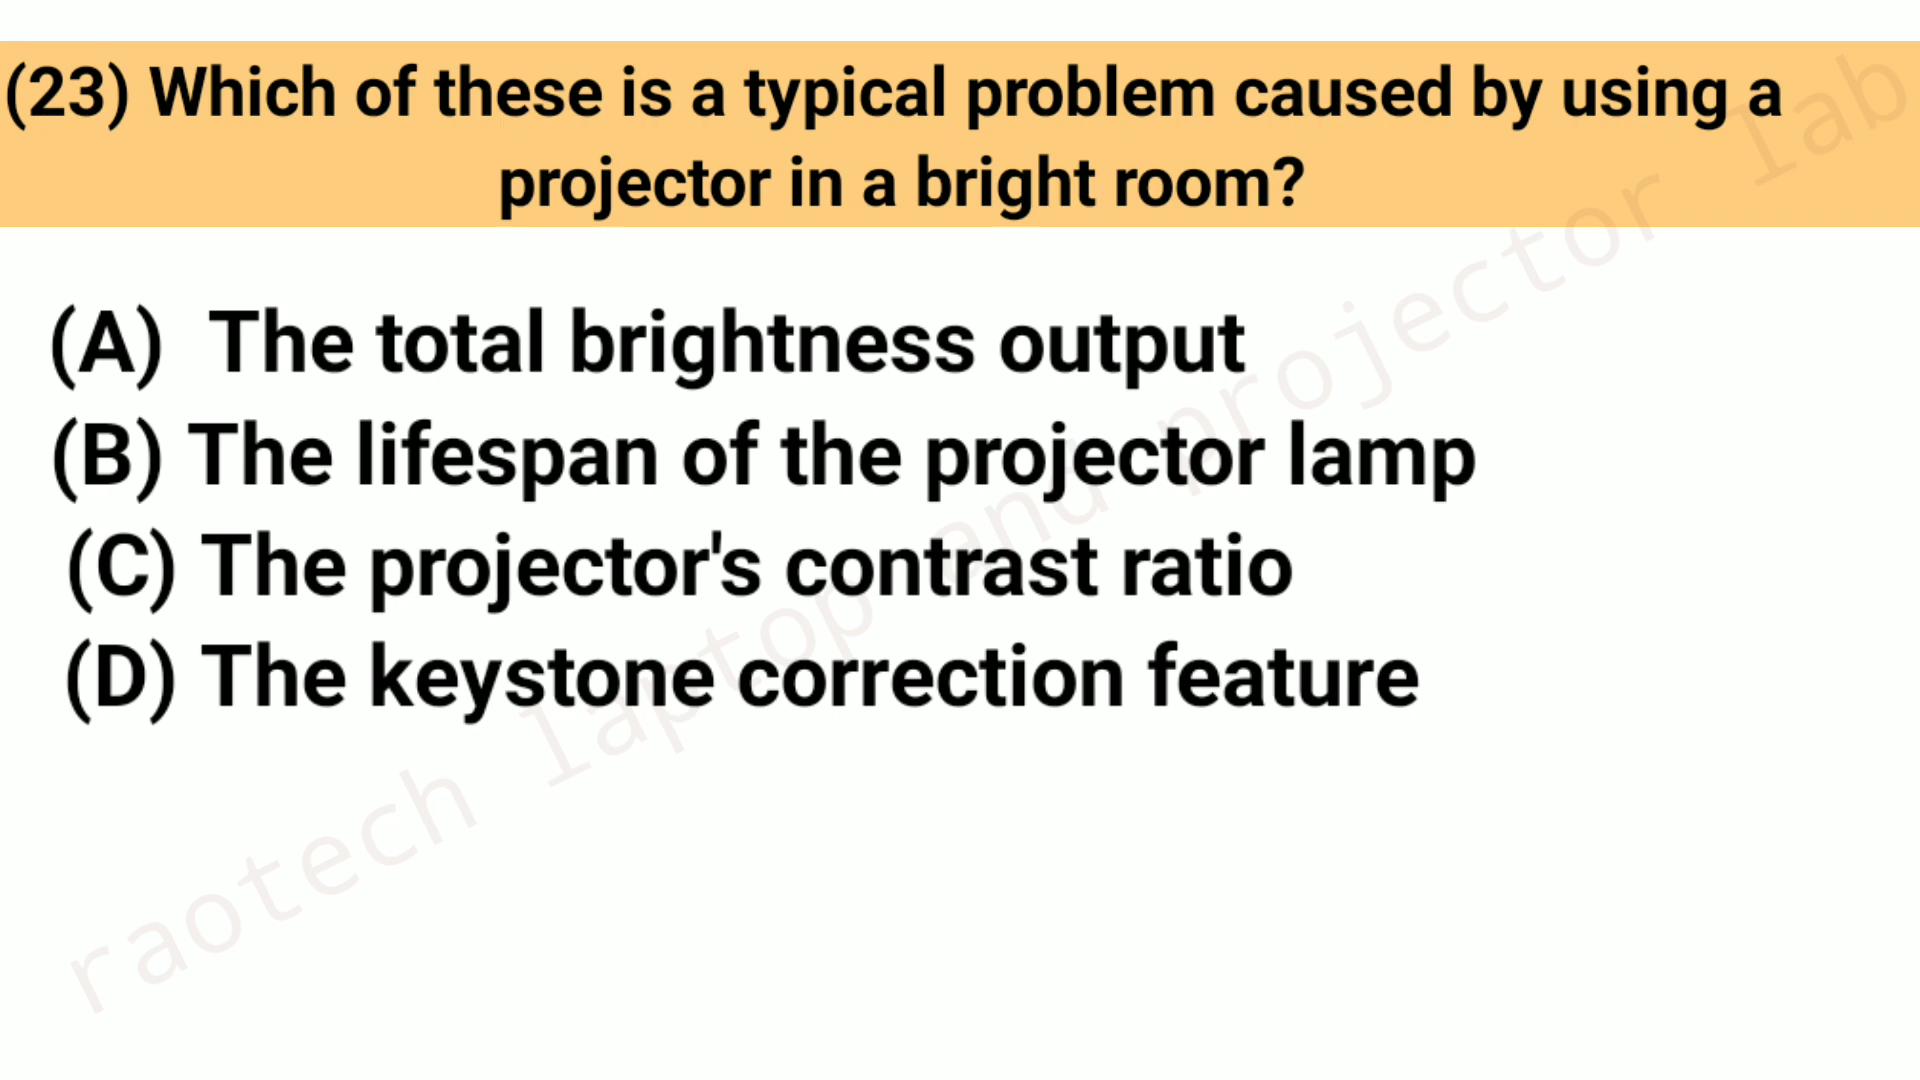 (23) Which of these is a typical problem caused by using a
projector in a bright room?
(A) The total brightness output
(B) The lifespan of the projector lamp
(C) The projector's contrast ratio
(D) The keystone correction feature
raotech laptop and projector lab